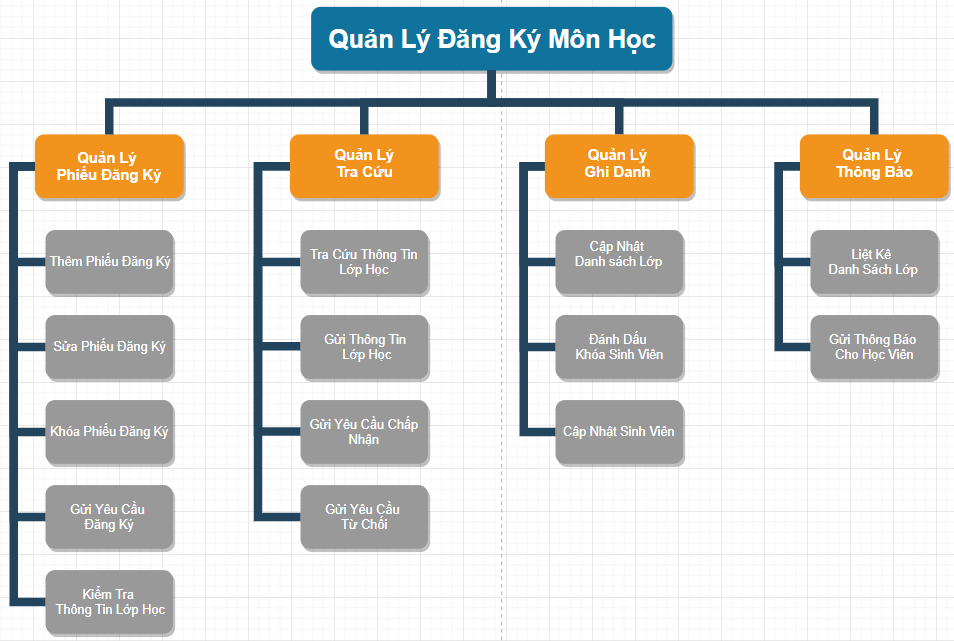 Quản Lý Đăng Ký Môn Học
Quản Lý
Phiếu Đăng Ký
Quản Lý
Tra Cứu
Quản Lý
Ghi Danh
Quản Lý
Thông Báo
Thêm Phiếu Đăng Ký
Sửa Phiếu Đăng Ký
Khóa Phiếu Đăng Ký
Gửi Yêu Cầu
Đăng Ký
Kiểm Tra
Thông Tin Lớp Học
Tra Cứu Thông Tin
Lớp Học
Gửi Thông Tin
Lớp Học
Gửi Yêu Cầu Chấp
Nhận
Gửi Yêu Cầu
Từ Chối
Cập Nhật
Danh sách Lớp
Đánh Dấu
Khóa Sinh Viên
Cập Nhật Sinh Viên
Liệt Kê
Danh Sách Lớp
Gửi Thông Báo
Cho Học Viên